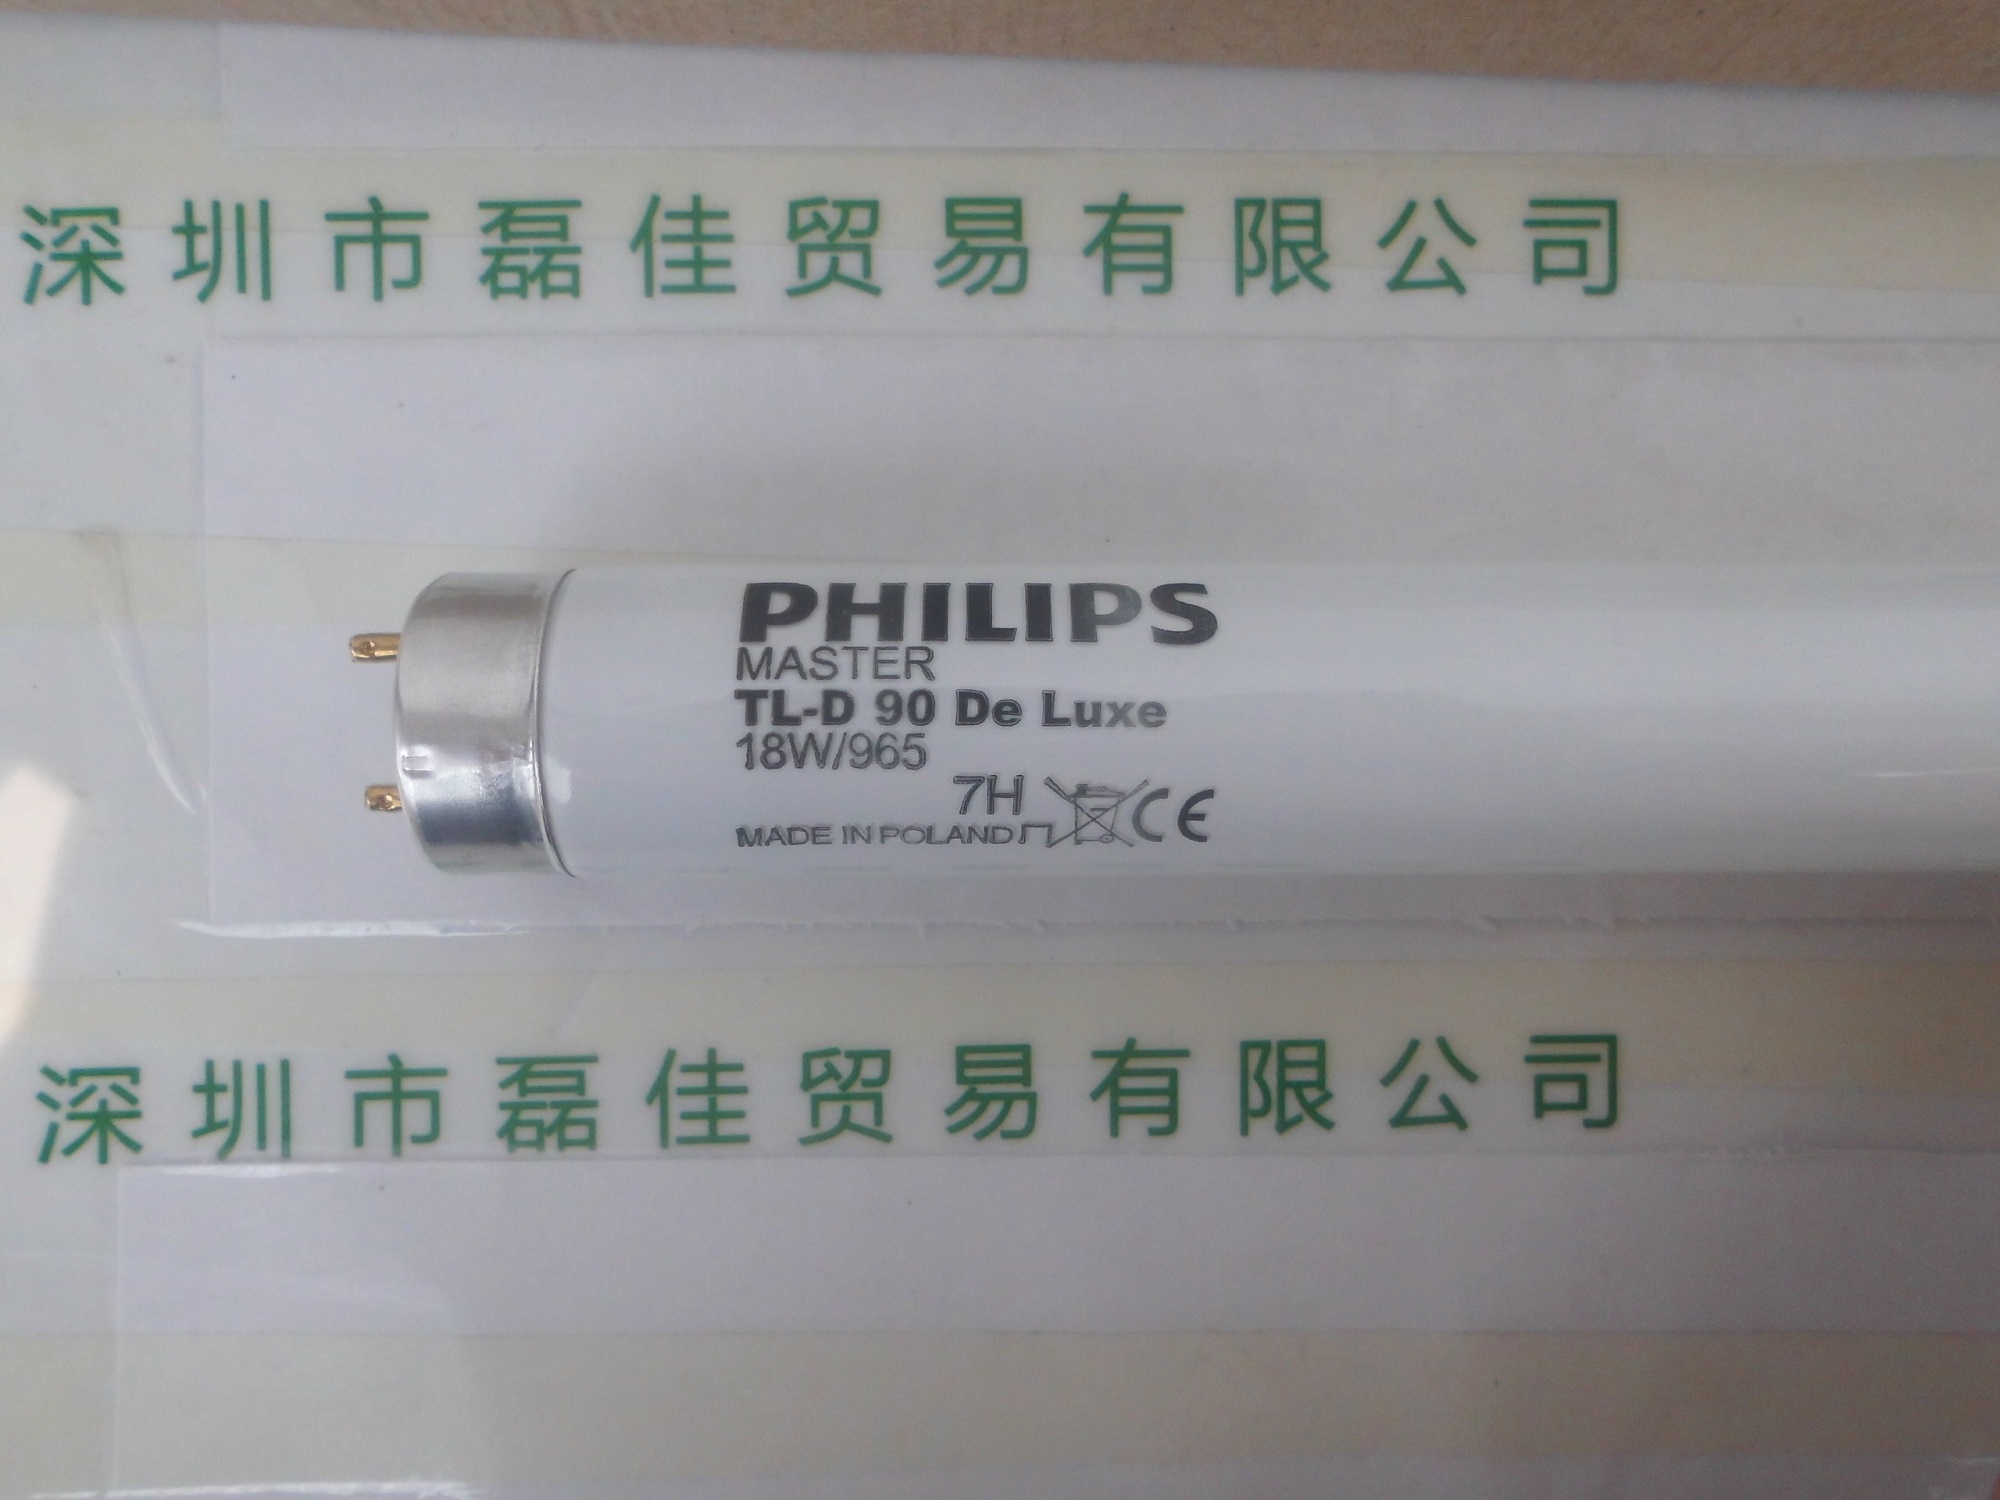 深圳市磊佳贸易有限公司
PHILIPS
MASTER
TL-D 90 De Luxe
18W/965
7H
MADE IN POLAND
CE
深圳市磊佳贸易有限公司